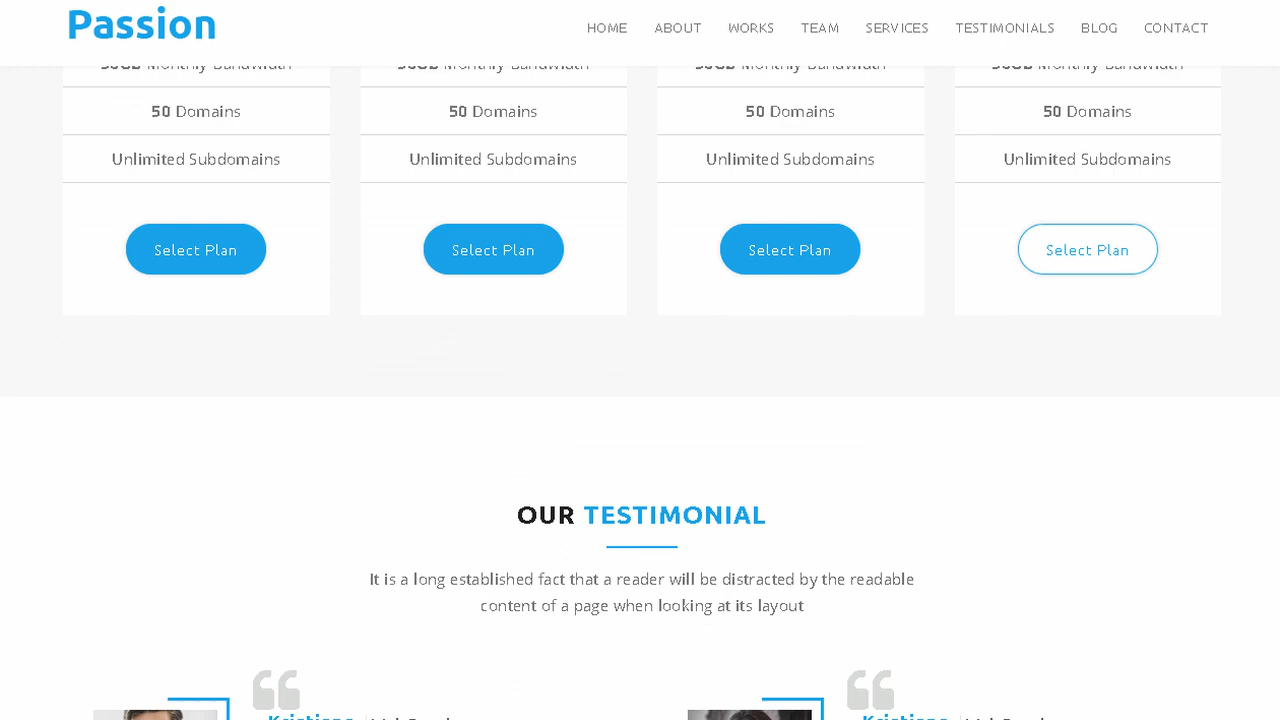 Passion
HOME ABOUT WORKS TEAM SERVICES TESTIMONIALS BLOG CONTACT
50 Domains
50 Domains
50 Domains
50 Domains
Unlimited Subdomains
Unlimited Subdomains
Unlimited Subdomains
Unlimited Subdomains
Select Plan
Select Plan
Select Plan
Select Plan
OUR TESTIMONIAL
It is a long established fact that a reader will be distracted by the readable
content of a page when looking at its layout